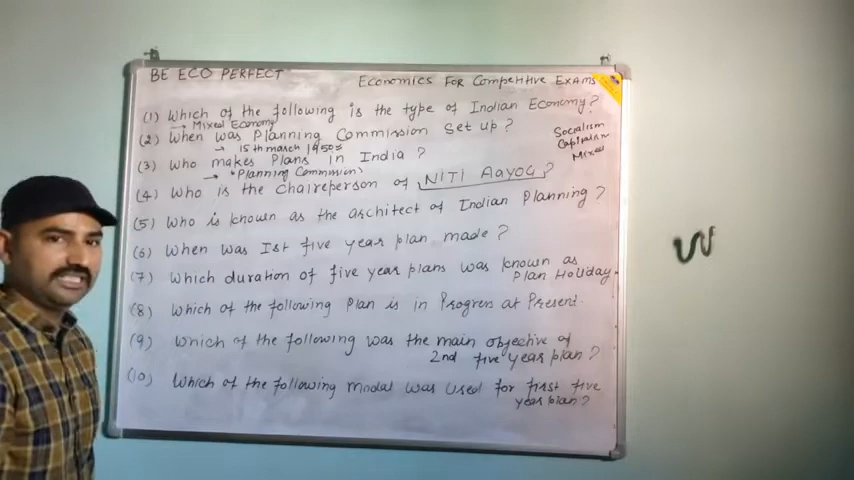 BE ECO PERFECT
ECONOMICS FOR COMPETITIVE EXAMS
(1) Which of the following is the type of Indian Economy?
→ Mixed Economy
(2) When was Planning Commission Set up?
→ 15th march 1950
Socialism
Capitalism
Mixed
(3) Who makes Plans in India?
→ "Planning Commission"
(4) Who is the Chaireperson of NITI AAYOG?
(5) Who is known as the architect of Indian Planning?
(6) When was Ist five year plan made?
(7) Which duration of five year plans was known as
Plan Holiday.
(8) Which of the following Plan is in Progress at Present.
(9) Which of the following was the main objective of
2nd five year plan?
(10) Which of the following modal was used for first five
year plan?